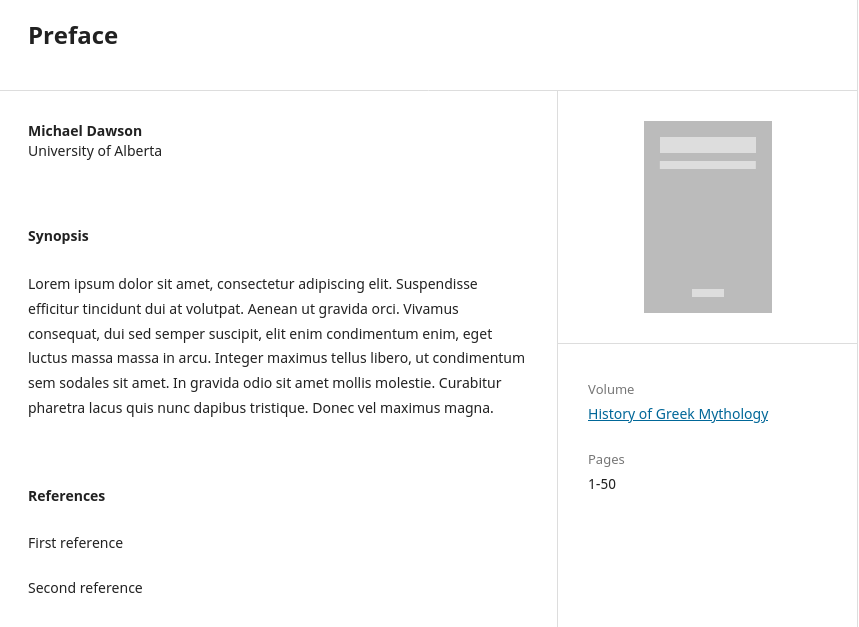 Preface
Michael Dawson
University of Alberta
Synopsis
Lorem ipsum dolor sit amet, consectetur adipiscing elit. Suspendisse
efficitur tincidunt dui at volutpat. Aenean ut gravida orci. Vivamus
consequat, dui sed semper suscipit, elit enim condimentum enim, eget
luctus massa massa in arcu. Integer maximus tellus libero, ut condimentum
sem sodales sit amet. In gravida odio sit amet mollis molestie. Curabitur
pharetra lacus quis nunc dapibus tristique. Donec vel maximus magna.
References
First reference
Second reference
Volume
History of Greek Mythology
Pages
1-50